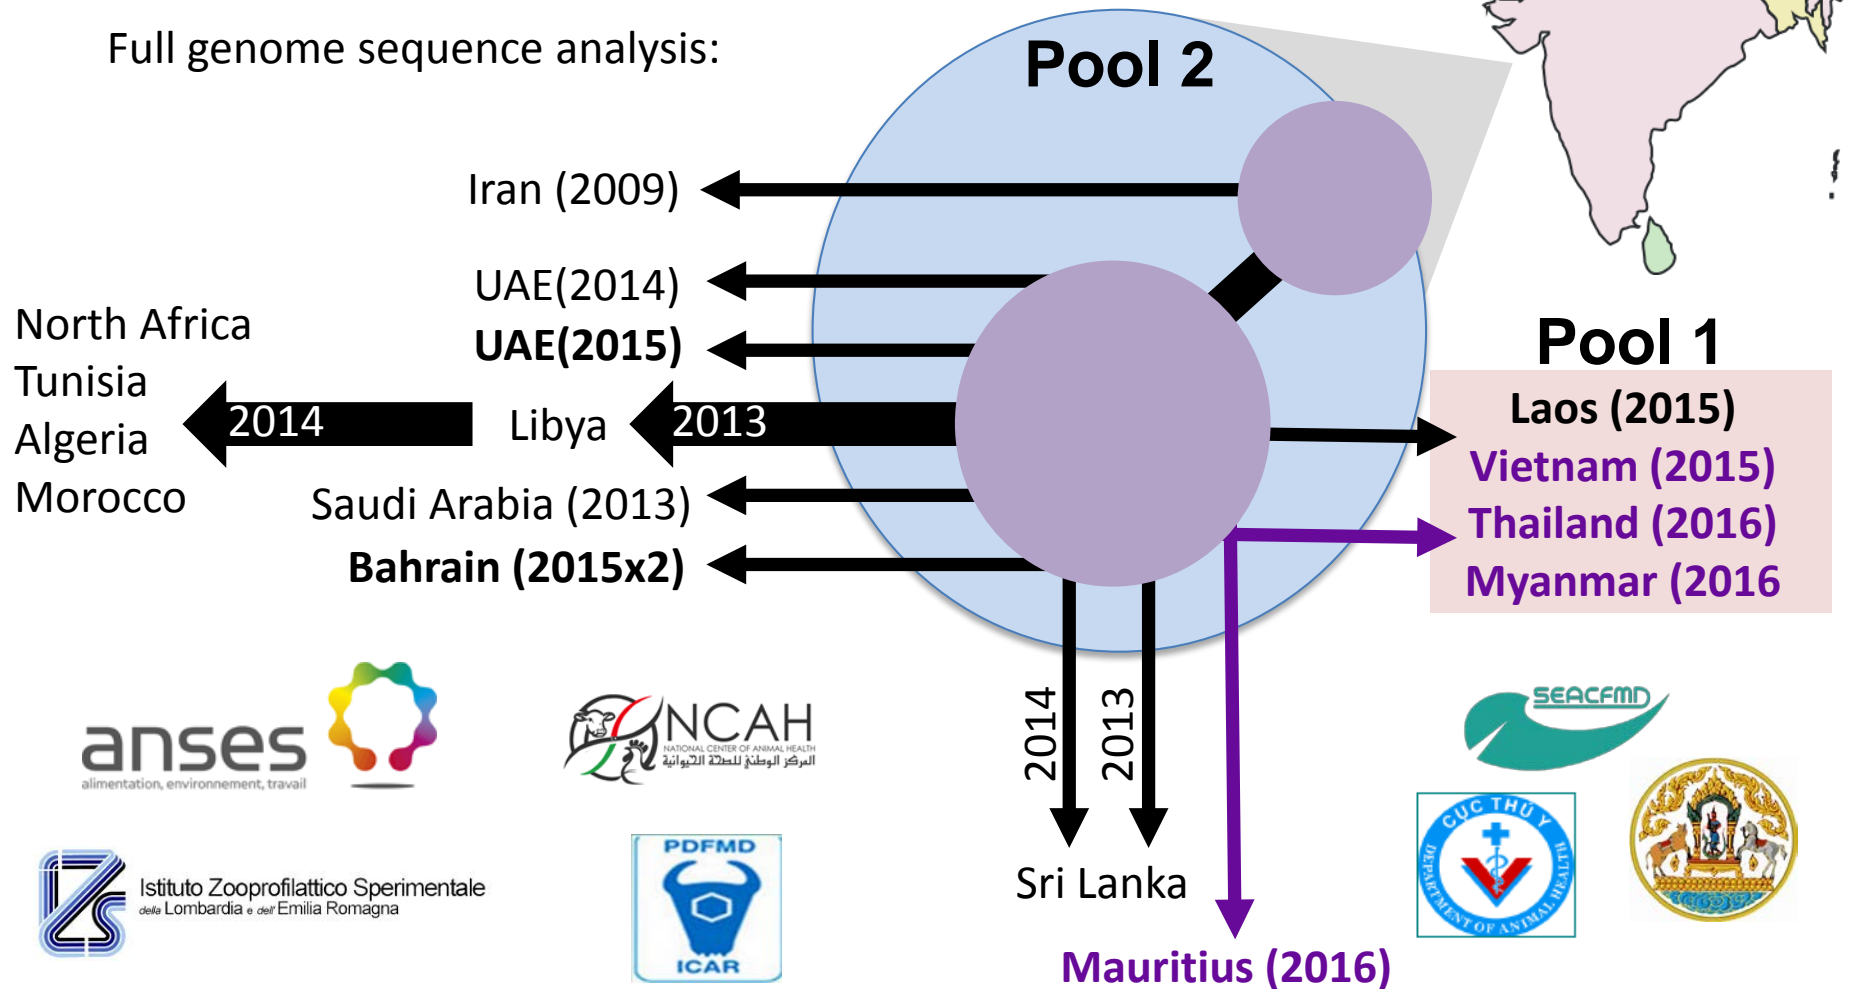 Full genome sequence analysis:
Pool 2
Iran (2009)
UAE(2014)
UAE(2015)
North Africa
Tunisia
Algeria
Morocco
2014
Libya
2013
Saudi Arabia (2013)
Bahrain (2015x2)
Pool 1
Laos (2015)
Vietnam (2015)
Thailand (2016)
Myanmar (2016
2014
2013
Sri Lanka
Mauritius (2016)
anses
alimentation, environnement, travail
NCAH
NATIONAL CENTER OF ANIMAL HEALTH
المركز الوطني للصحة الحيوانية
Istituto Zooprofilattico Sperimentale
della Lombardia e dell'Emilia Romagna
PDFMD
ICAR
SEACFMD
CỤC THÚ Y
DEPARTMENT OF ANIMAL HEALTH